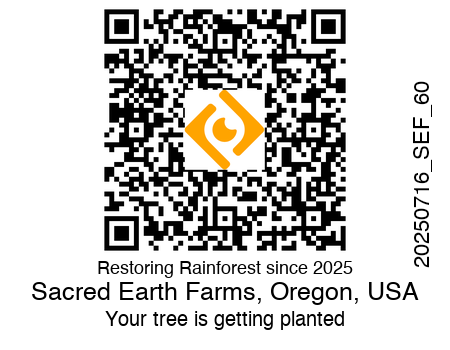 Restoring Rainforest since 2025
Sacred Earth Farms, Oregon, USA
Your tree is getting planted
20250716_SEF_60